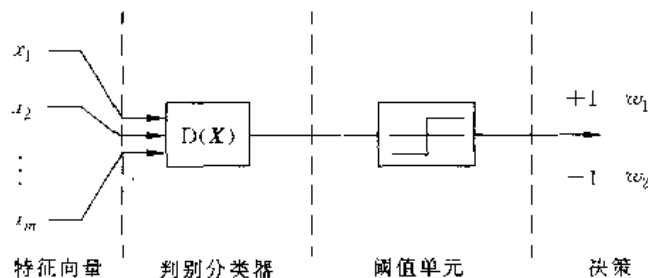 x₁
x₂
⋮
xₘ
D(X)
+1 w₁
−1 w₂
特征向量 判别分类器 阈值单元 决策